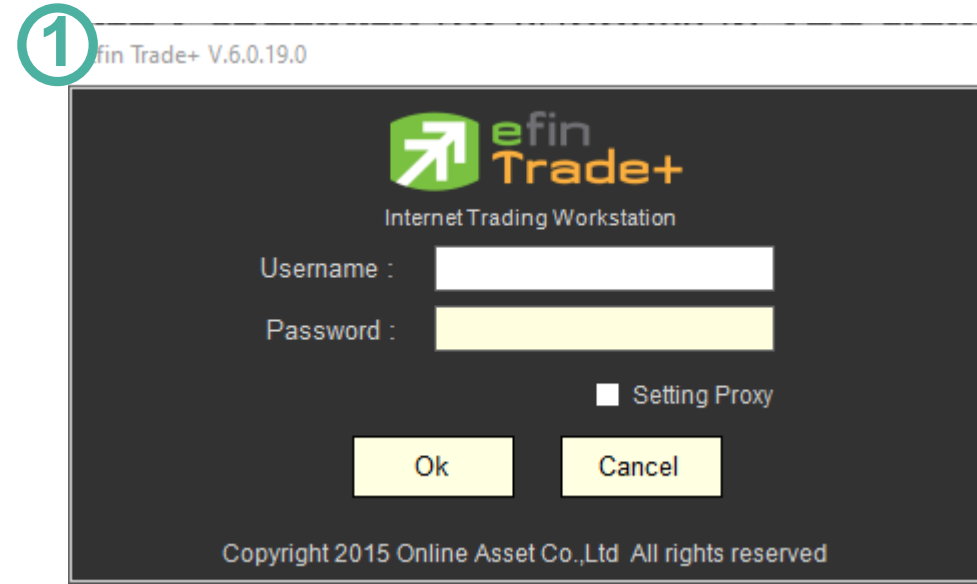 1
fin Trade+ V.6.0.19.0
efin
Trade+
Internet Trading Workstation
Username :
Password :
Setting Proxy
Ok
Cancel
Copyright 2015 Online Asset Co.,Ltd All rights reserved